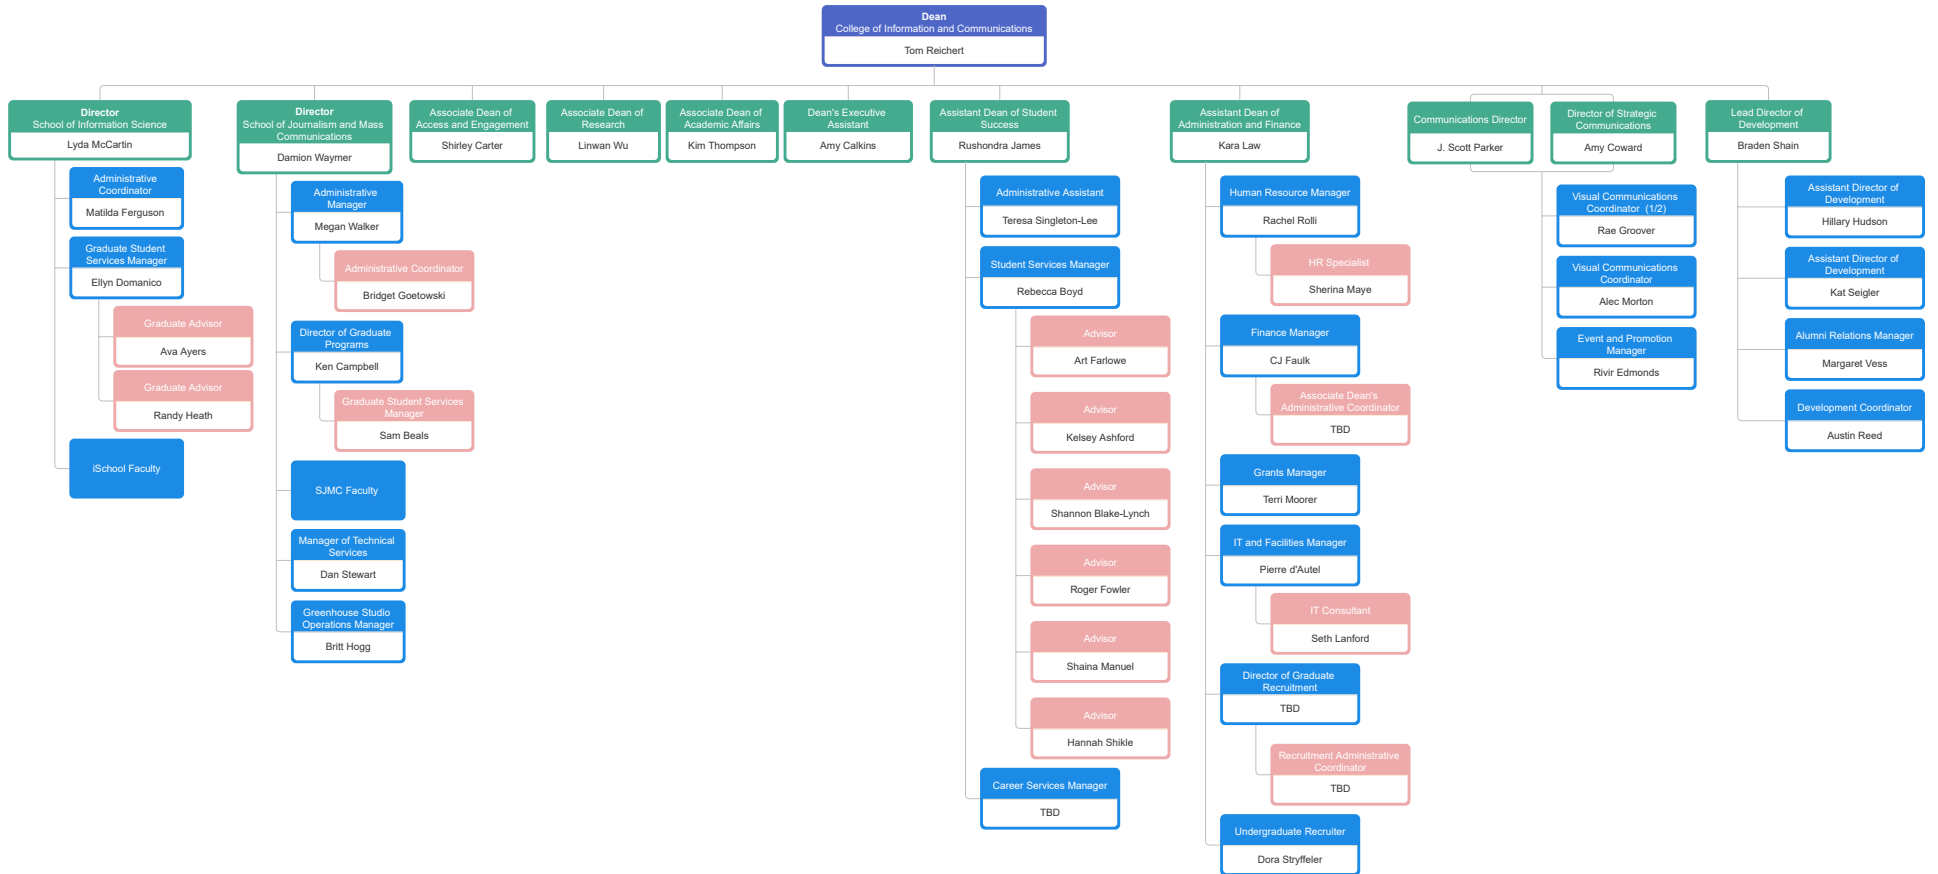 Dean
College of Information and Communications
Tom Reichert
Director
School of Information Science
Lyda McCartin
Administrative
Coordinator
Matilda Ferguson
Graduate Student
Services Manager
Ellyn Domanico
Graduate Advisor
Ava Ayers
Graduate Advisor
Randy Heath
iSchool Faculty
Director
School of Journalism and Mass
Communications
Damion Waymer
Administrative
Manager
Megan Walker
Administrative Coordinator
Bridget Goetowski
Director of Graduate
Programs
Ken Campbell
Graduate Student Services
Manager
Sam Beals
SJMC Faculty
Manager of Technical
Services
Dan Stewart
Greenhouse Studio
Operations Manager
Britt Hogg
Associate Dean of
Access and Engagement
Shirley Carter
Associate Dean of
Research
Linwan Wu
Associate Dean of
Academic Affairs
Kim Thompson
Dean's Executive
Assistant
Amy Calkins
Assistant Dean of Student
Success
Rushondra James
Administrative Assistant
Teresa Singleton-Lee
Student Services Manager
Rebecca Boyd
Advisor
Art Farlowe
Advisor
Kelsey Ashford
Advisor
Shannon Blake-Lynch
Advisor
Roger Fowler
Advisor
Shaina Manuel
Advisor
Hannah Shikle
Career Services Manager
TBD
Assistant Dean of
Administration and Finance
Kara Law
Human Resource Manager
Rachel Rolli
HR Specialist
Sherina Maye
Finance Manager
CJ Faulk
Associate Dean's
Administrative Coordinator
TBD
Grants Manager
Terri Moorer
IT and Facilities Manager
Pierre d'Autel
IT Consultant
Seth Lanford
Director of Graduate
Recruitment
TBD
Recruitment Administrative
Coordinator
TBD
Undergraduate Recruiter
Dora Stryffeler
Communications Director
J. Scott Parker
Director of Strategic
Communications
Amy Coward
Visual Communications
Coordinator (1/2)
Rae Groover
Visual Communications
Coordinator
Alec Morton
Event and Promotion
Manager
Rivir Edmonds
Lead Director of
Development
Braden Shain
Assistant Director of
Development
Hillary Hudson
Assistant Director of
Development
Kat Seigler
Alumni Relations Manager
Margaret Vess
Development Coordinator
Austin Reed